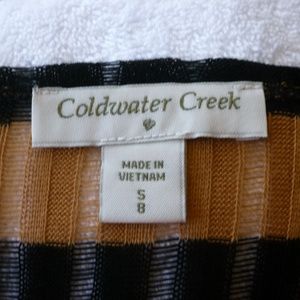 Coldwater Creek
MADE IN
VIETNAM
S
8